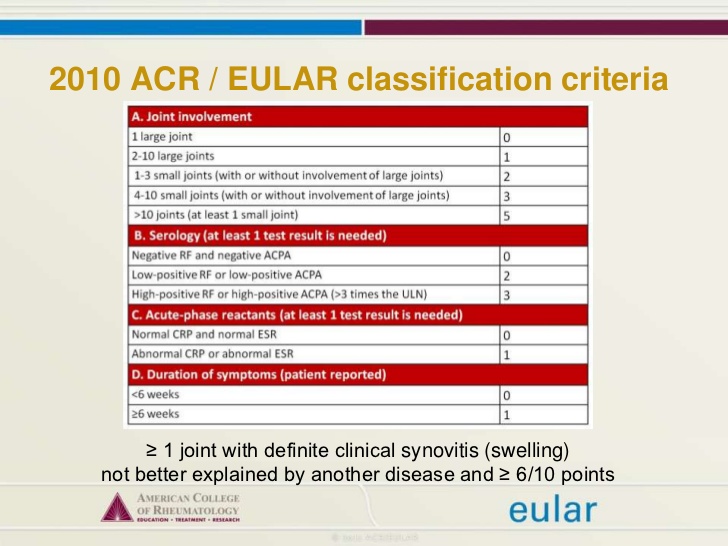 2010 ACR / EULAR classification criteria
A. Joint involvement
1 large joint 0
2-10 large joints 1
1-3 small joints (with or without involvement of large joints) 2
4-10 small joints (with or without involvement of large joints) 3
>10 joints (at least 1 small joint) 5
B. Serology (at least 1 test result is needed)
Negative RF and negative ACPA 0
Low-positive RF or low-positive ACPA 2
High-positive RF or high-positive ACPA (>3 times the ULN) 3
C. Acute-phase reactants (at least 1 test result is needed)
Normal CRP and normal ESR 0
Abnormal CRP or abnormal ESR 1
D. Duration of symptoms (patient reported)
<6 weeks 0
≥6 weeks 1
≥ 1 joint with definite clinical synovitis (swelling)
not better explained by another disease and ≥ 6/10 points
AMERICAN COLLEGE
OF RHEUMATOLOGY
EDUCATION • TREATMENT • RESEARCH
eular